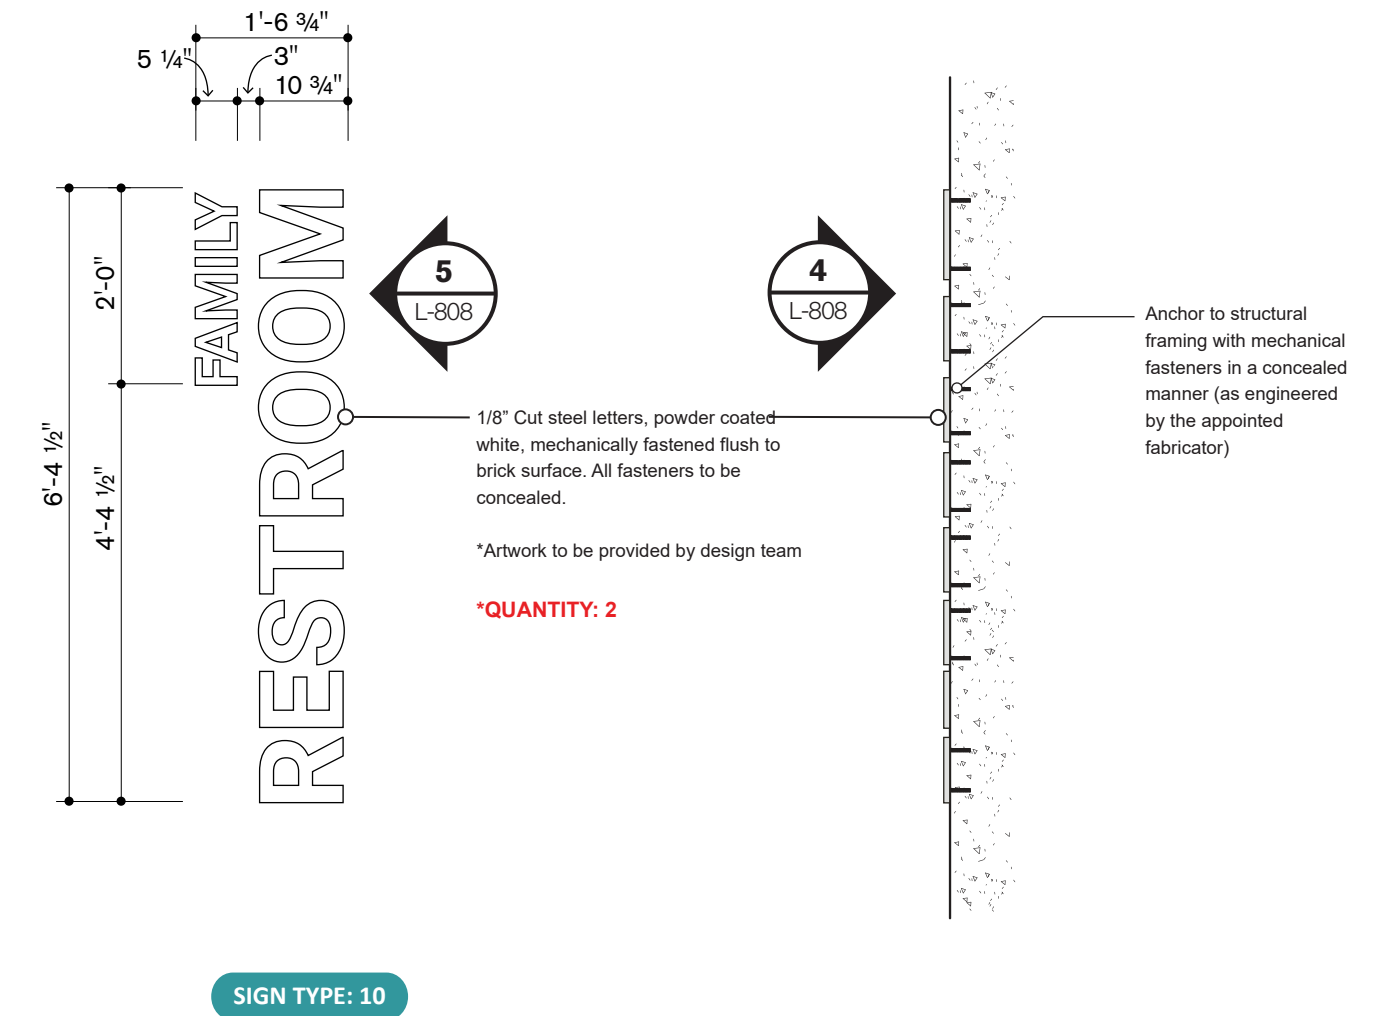 1'-6 ¾"
5 ¼"
3"
10 ¾"
2'-0"
6'-4 ½"
4'-4 ½"
FAMILY
RESTROOM
5
L-808
4
L-808
1/8” Cut steel letters, powder coated
white, mechanically fastened flush to
brick surface. All fasteners to be
concealed.
*Artwork to be provided by design team
*QUANTITY: 2
Anchor to structural
framing with mechanical
fasteners in a concealed
manner (as engineered
by the appointed
fabricator)
SIGN TYPE: 10